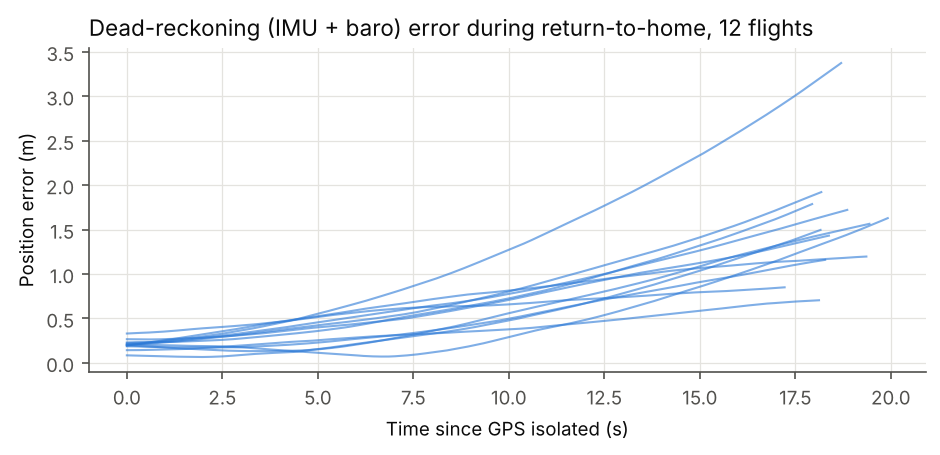 Dead-reckoning (IMU + baro) error during return-to-home, 12 flights
3.5
3.0
2.5
2.0
1.5
1.0
0.5
0.0
Position error (m)
0.0 2.5 5.0 7.5 10.0 12.5 15.0 17.5 20.0
Time since GPS isolated (s)